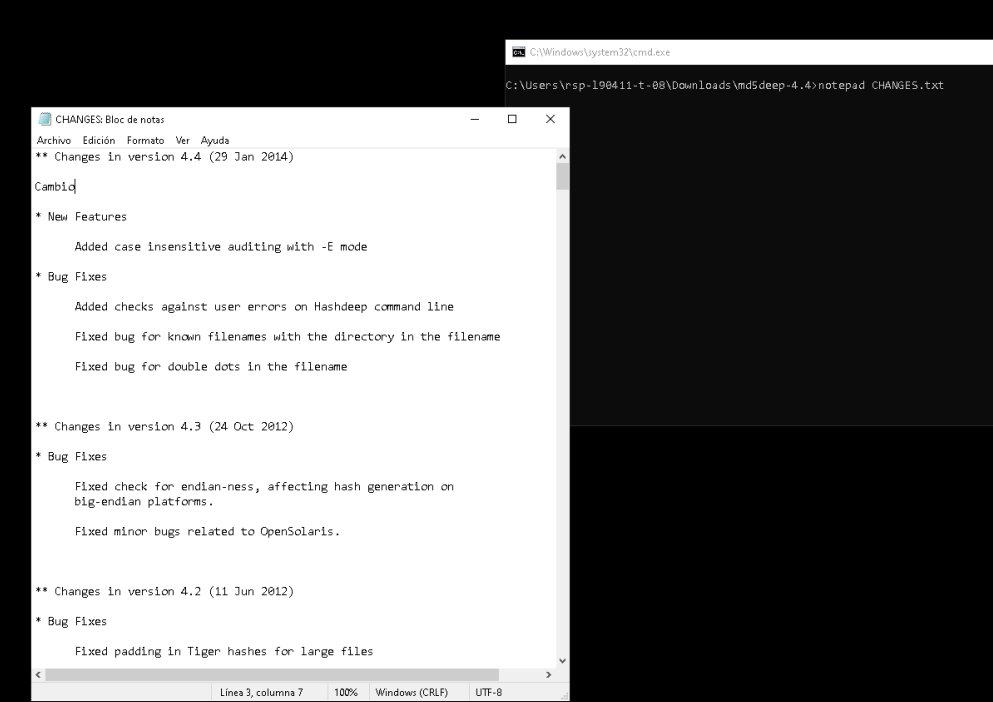 C:\Windows\system32\cmd.exe
C:\Users\rsp-l90411-t-08\Downloads\md5deep-4.4>notepad CHANGES.txt
CHANGES: Bloc de notas
Archivo Edición Formato Ver Ayuda
** Changes in version 4.4 (29 Jan 2014)
Cambio
* New Features
Added case insensitive auditing with -E mode
* Bug Fixes
Added checks against user errors on Hashdeep command line
Fixed bug for known filenames with the directory in the filename
Fixed bug for double dots in the filename
** Changes in version 4.3 (24 Oct 2012)
* Bug Fixes
Fixed check for endian-ness, affecting hash generation on
big-endian platforms.
Fixed minor bugs related to OpenSolaris.
** Changes in version 4.2 (11 Jun 2012)
* Bug Fixes
Fixed padding in Tiger hashes for large files
Línea 3, columna 7 100% Windows (CRLF) UTF-8